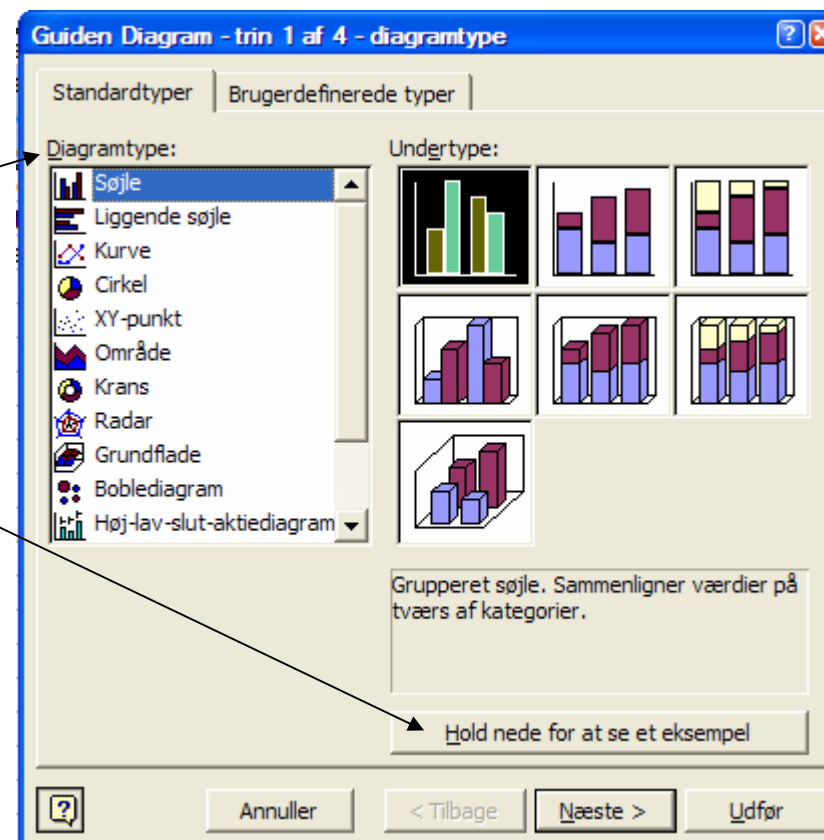 Guiden Diagram - trin 1 af 4 - diagramtype
Standardtyper
Brugerdefinerede typer
Diagramtype:
Søjle
Liggende søjle
Kurve
Cirkel
XY-punkt
Område
Krans
Radar
Grundflade
Boblediagram
Høj-lav-slut-aktiediagram
Undertype:
Grupperet søjle. Sammenligner værdier på
tværs af kategorier.
Hold nede for at se et eksempel
Annuller
< Tilbage
Næste >
Udfør